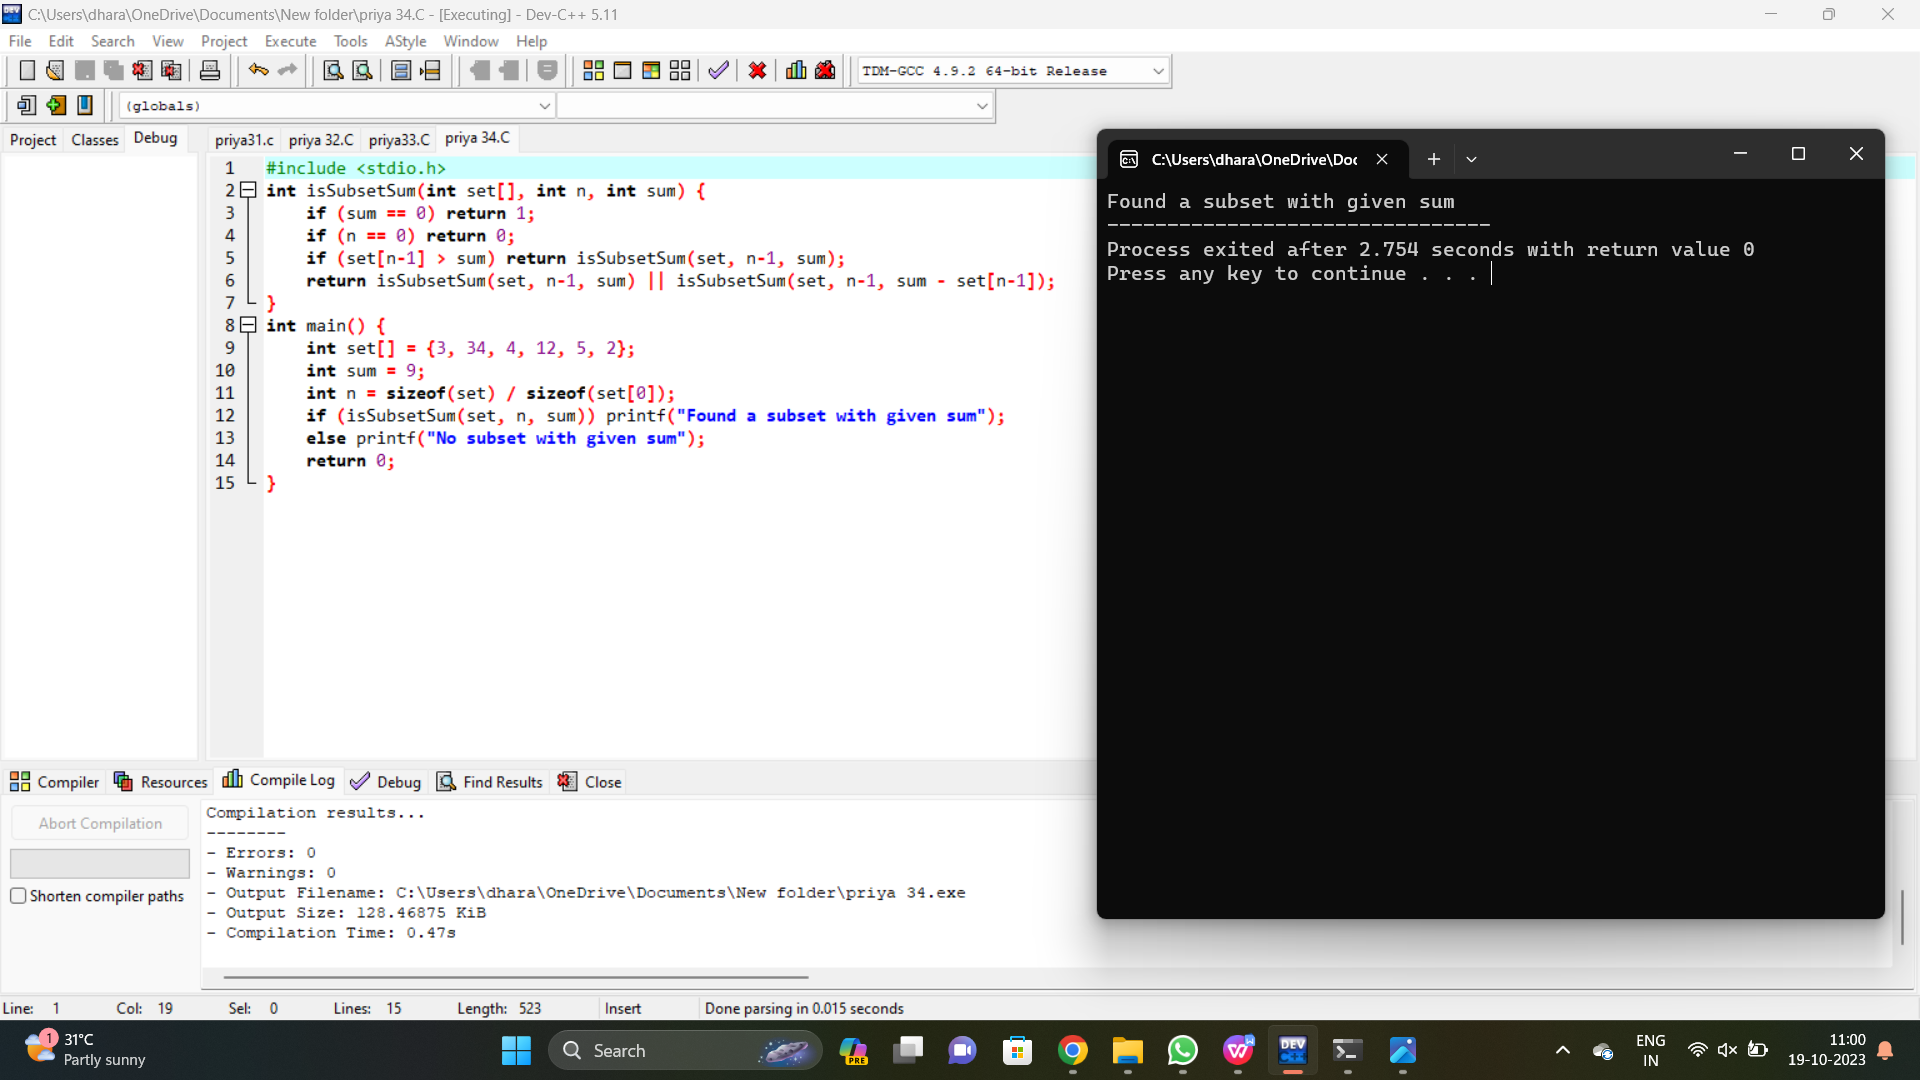 C:\Users\dhara\OneDrive\Documents\New folder\priya 34.C - [Executing] - Dev-C++ 5.11
File Edit Search View Project Execute Tools AStyle Window Help
TDM-GCC 4.9.2 64-bit Release
(globals)
Project Classes Debug
priya31.c priya 32.C priya33.C priya 34.C
1 #include <stdio.h>
2 int isSubsetSum(int set[], int n, int sum) {
3 if (sum == 0) return 1;
4 if (n == 0) return 0;
5 if (set[n-1] > sum) return isSubsetSum(set, n-1, sum);
6 return isSubsetSum(set, n-1, sum) || isSubsetSum(set, n-1, sum - set[n-1]);
7 }
8 int main() {
9 int set[] = {3, 34, 4, 12, 5, 2};
10 int sum = 9;
11 int n = sizeof(set) / sizeof(set[0]);
12 if (isSubsetSum(set, n, sum)) printf("Found a subset with given sum");
13 else printf("No subset with given sum");
14 return 0;
15 }
C:\Users\dhara\OneDrive\Doc
Found a subset with given sum
--------------------------------
Process exited after 2.754 seconds with return value 0
Press any key to continue . . .
Compiler Resources Compile Log Debug Find Results Close
Abort Compilation
Shorten compiler paths
Compilation results...
--------
- Errors: 0
- Warnings: 0
- Output Filename: C:\Users\dhara\OneDrive\Documents\New folder\priya 34.exe
- Output Size: 128.46875 KiB
- Compilation Time: 0.47s
Line: 1 Col: 19 Sel: 0 Lines: 15 Length: 523 Insert Done parsing in 0.015 seconds
1
31°C
Partly sunny
Search
PRE
DEV
C++
ENG
IN
11:00
19-10-2023